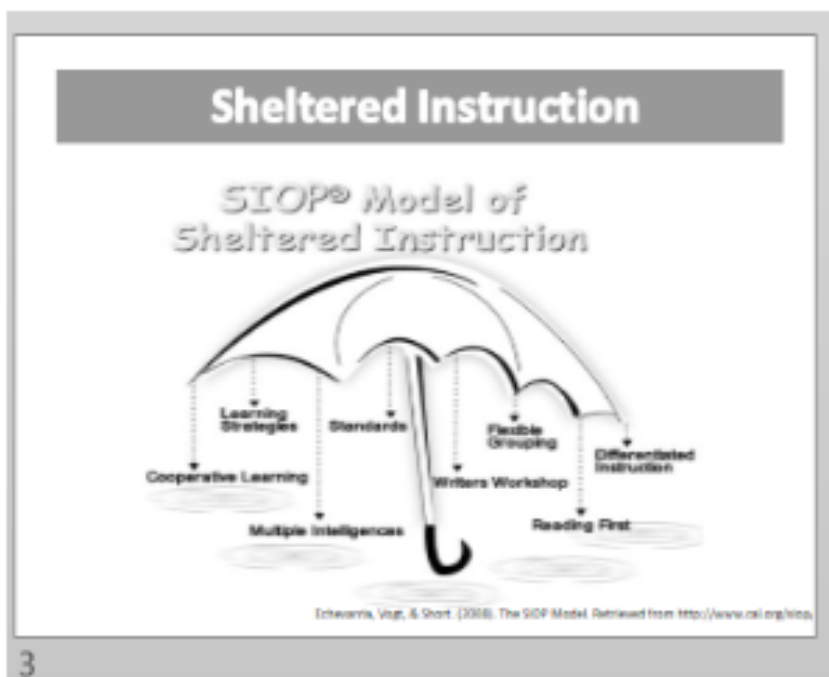 Sheltered Instruction
SIOP® Model of
Sheltered Instruction
Learning
Strategies
Standards
Flexible
Grouping
Differentiated
Instruction
Cooperative Learning
Writers Workshop
Multiple Intelligences
Reading First
Echevarria, Vogt, & Short. (2008). The SIOP Model. Retrieved from http://www.cal.org/siop/
3